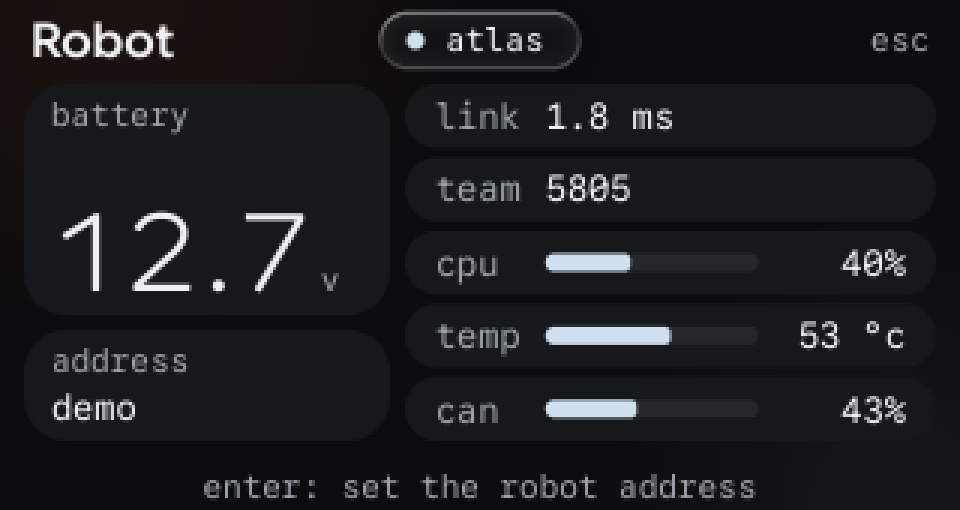 Robot
atlas
esc
battery
12.7 v
address
demo
link 1.8 ms
team 5805
cpu 40%
temp 53 °c
can 43%
enter: set the robot address